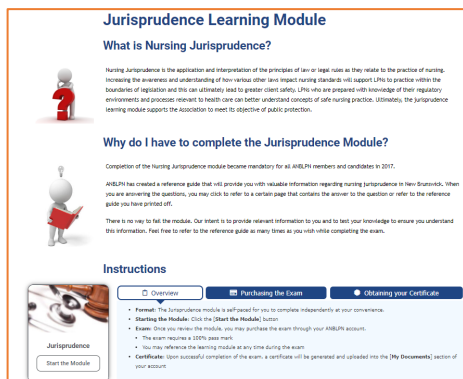 Jurisprudence Learning Module
What is Nursing Jurisprudence?
Nursing Jurisprudence is the application and interpretation of the principles of law or legal rules as they relate to the practice of nursing.
Increasing the awareness and understanding of how various other laws impact nursing standards will support LPNs to practice within the
boundaries of legislation and this can ultimately lead to greater client safety. LPNs who are prepared with knowledge of their regulatory
environments and processes relevant to health care can better understand concepts of safe nursing practice. Ultimately, the jurisprudence
learning module supports the Association to meet its objective of public protection.
Why do I have to complete the Jurisprudence Module?
Completion of the Nursing Jurisprudence module became mandatory for all ANBLPN members and candidates in 2017.
ANBLPN has created a reference guide that will provide you with valuable information regarding nursing jurisprudence in New Brunswick. When
you are answering the questions, you may click to refer to a certain page that contains the answer to the question or refer to the reference
guide you have printed off.
There is no way to fail the module. Our intent is to provide relevant information to you and to test your knowledge to ensure you understand
this information. Feel free to refer to the reference guide as many times as you wish while completing the exam.
Instructions
Overview
Purchasing the Exam
Obtaining your Certificate
• Format: The Jurisprudence module is self-paced for you to complete independently at your convenience.
• Starting the Module: Click the [Start the Module] button
• Exam: Once you review the module, you may purchase the exam through your ANBLPN account.
• The exam requires a 100% pass mark
• You may reference the learning module at any time during the exam
• Certificate: Upon successful completion of the exam, a certificate will be generated and uploaded into the [My Documents] section of
your account
Jurisprudence
Start the Module